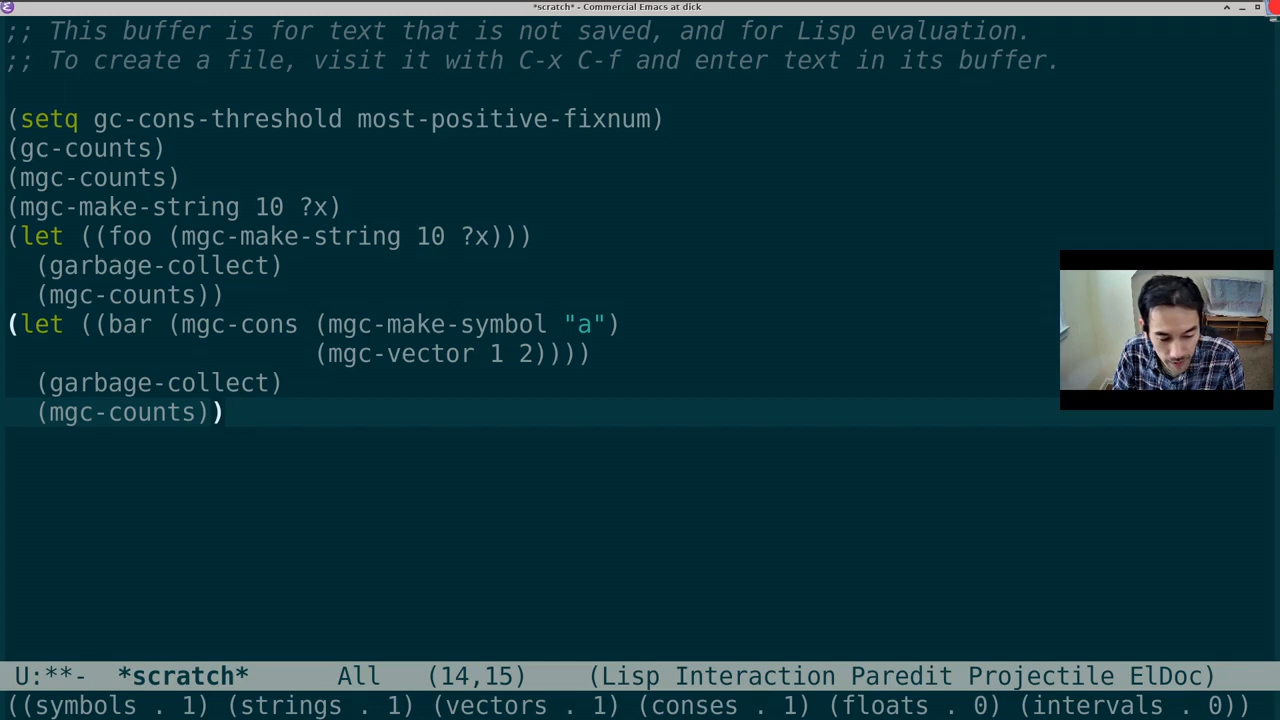 *scratch* - Commercial Emacs at dick
;; This buffer is for text that is not saved, and for Lisp evaluation.
;; To create a file, visit it with C-x C-f and enter text in its buffer.
(setq gc-cons-threshold most-positive-fixnum)
(gc-counts)
(mgc-counts)
(mgc-make-string 10 ?x)
(let ((foo (mgc-make-string 10 ?x)))
  (garbage-collect)
  (mgc-counts))
(let ((bar (mgc-cons (mgc-make-symbol "a")
                     (mgc-vector 1 2))))
  (garbage-collect)
  (mgc-counts))
U:**-  *scratch*      All   (14,15)    (Lisp Interaction Paredit Projectile ElDoc)
((symbols . 1) (strings . 1) (vectors . 1) (conses . 1) (floats . 0) (intervals . 0))